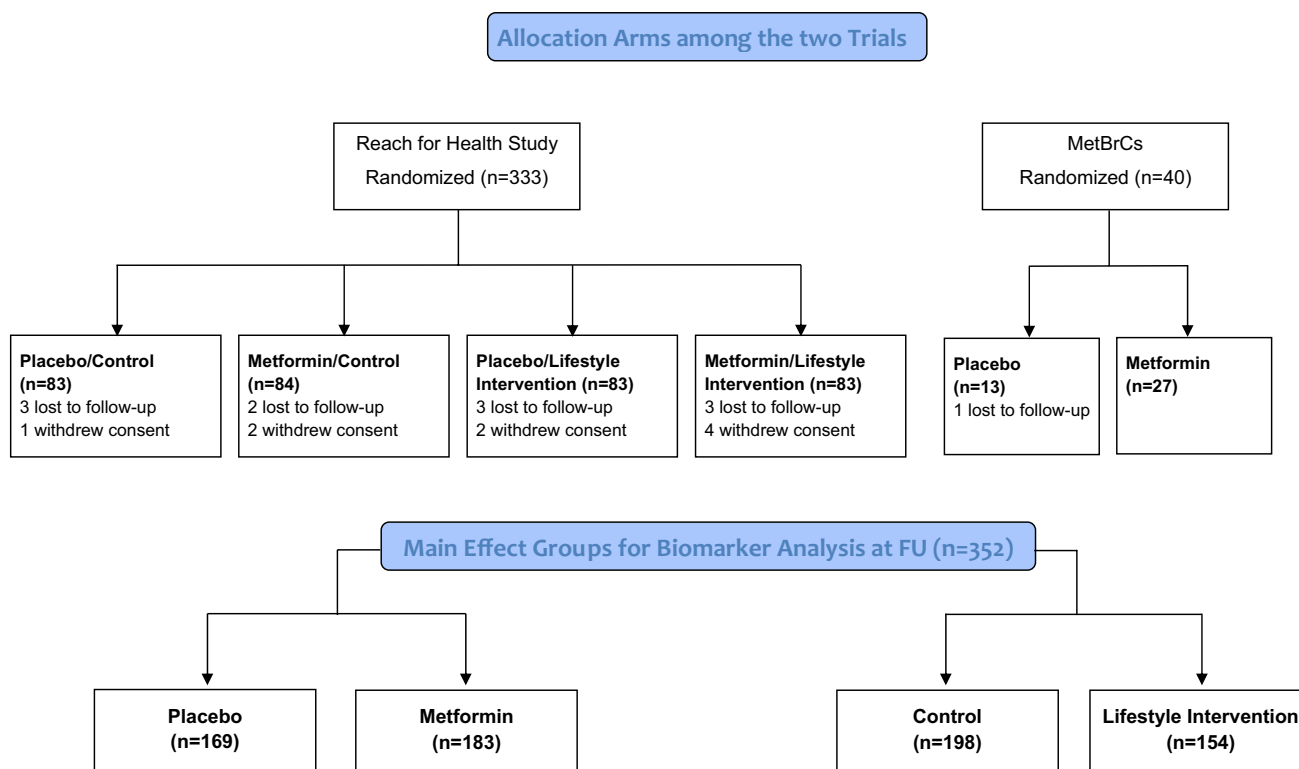 Allocation Arms among the two Trials
Reach for Health Study
Randomized (n=333)
MetBrCs
Randomized (n=40)
Placebo/Control
(n=83)
3 lost to follow-up
1 withdrew consent
Metformin/Control
(n=84)
2 lost to follow-up
2 withdrew consent
Placebo/Lifestyle
Intervention (n=83)
3 lost to follow-up
2 withdrew consent
Metformin/Lifestyle
Intervention (n=83)
3 lost to follow-up
4 withdrew consent
Placebo
(n=13)
1 lost to follow-up
Metformin
(n=27)
Main Effect Groups for Biomarker Analysis at FU (n=352)
Placebo
(n=169)
Metformin
(n=183)
Control
(n=198)
Lifestyle Intervention
(n=154)